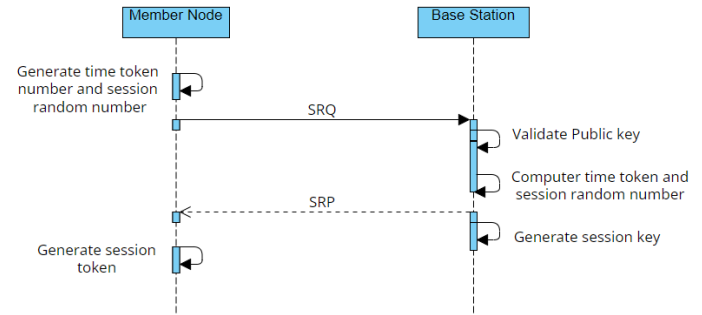 Member Node
Base Station
Generate time token
number and session
random number
SRQ
Validate Public key
Computer time token and
session random number
SRP
Generate session key
Generate session
token